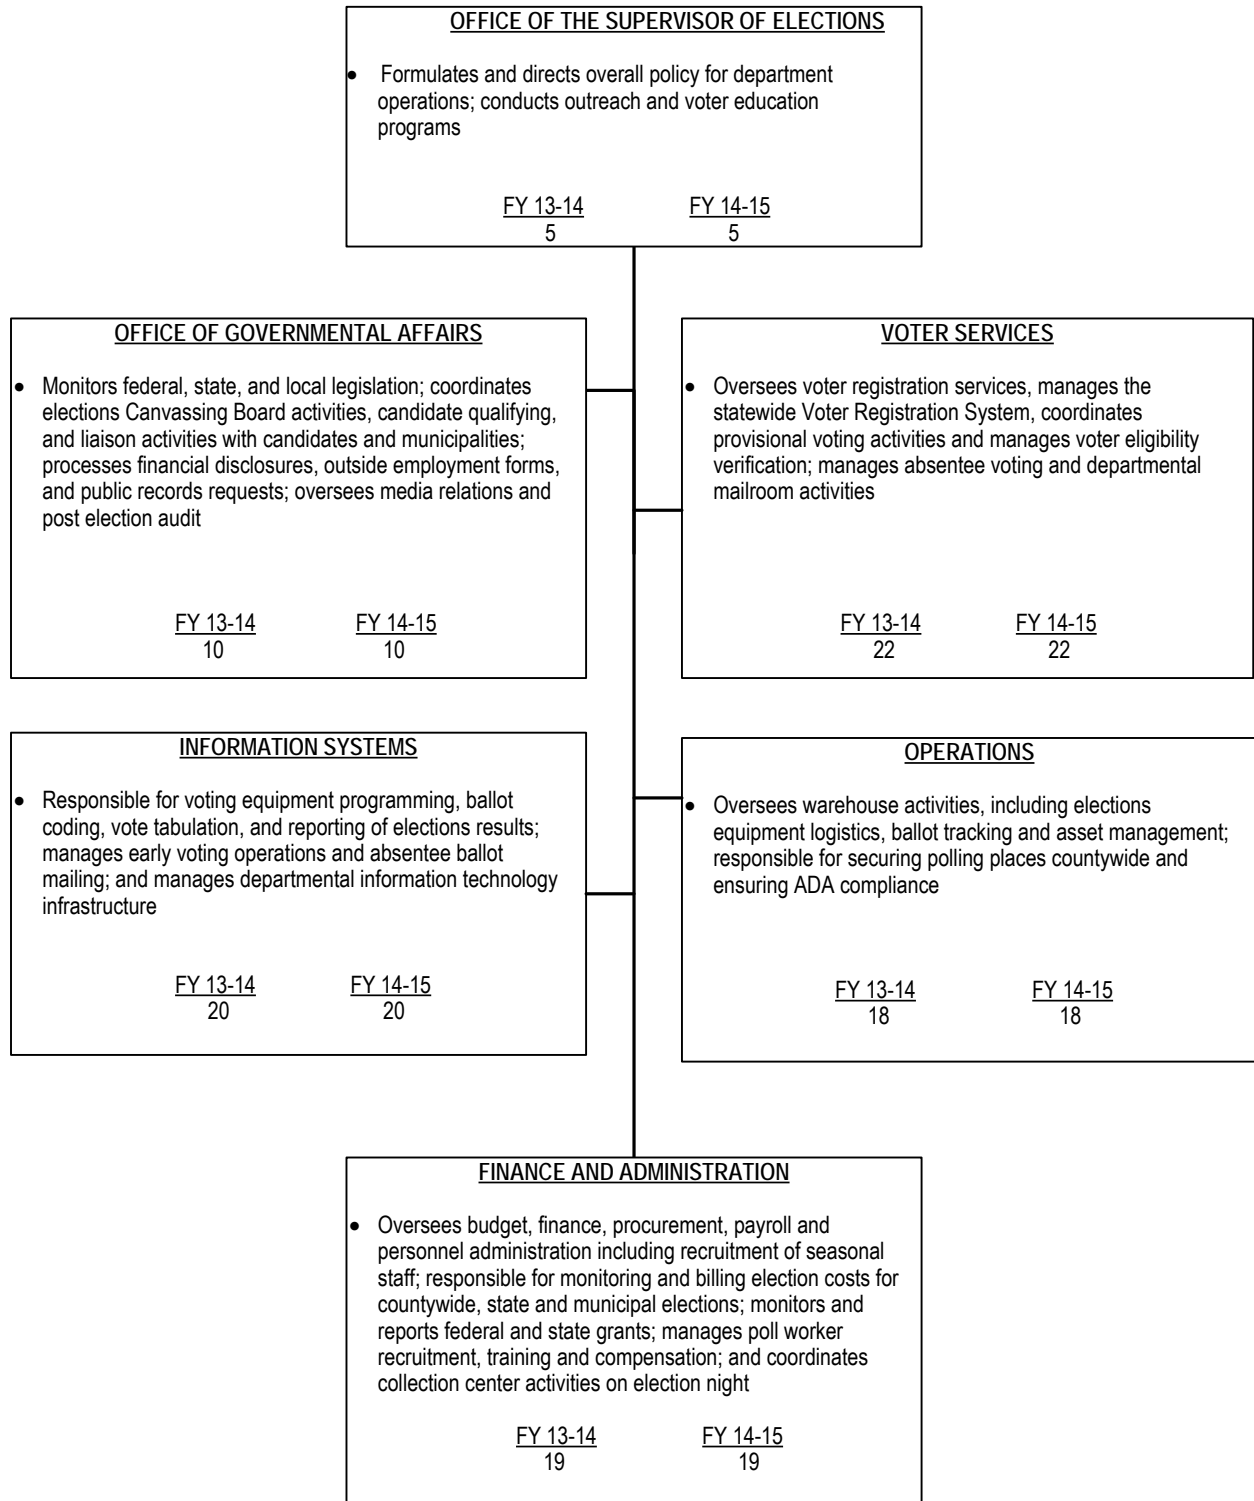 OFFICE OF THE SUPERVISOR OF ELECTIONS
• Formulates and directs overall policy for department
operations; conducts outreach and voter education
programs
FY 13-14 FY 14-15
5 5
OFFICE OF GOVERNMENTAL AFFAIRS
• Monitors federal, state, and local legislation; coordinates
elections Canvassing Board activities, candidate qualifying,
and liaison activities with candidates and municipalities;
processes financial disclosures, outside employment forms,
and public records requests; oversees media relations and
post election audit
FY 13-14 FY 14-15
10 10
VOTER SERVICES
• Oversees voter registration services, manages the
statewide Voter Registration System, coordinates
provisional voting activities and manages voter eligibility
verification; manages absentee voting and departmental
mailroom activities
FY 13-14 FY 14-15
22 22
INFORMATION SYSTEMS
• Responsible for voting equipment programming, ballot
coding, vote tabulation, and reporting of elections results;
manages early voting operations and absentee ballot
mailing; and manages departmental information technology
infrastructure
FY 13-14 FY 14-15
20 20
OPERATIONS
• Oversees warehouse activities, including elections
equipment logistics, ballot tracking and asset management;
responsible for securing polling places countywide and
ensuring ADA compliance
FY 13-14 FY 14-15
18 18
FINANCE AND ADMINISTRATION
• Oversees budget, finance, procurement, payroll and
personnel administration including recruitment of seasonal
staff; responsible for monitoring and billing election costs for
countywide, state and municipal elections; monitors and
reports federal and state grants; manages poll worker
recruitment, training and compensation; and coordinates
collection center activities on election night
FY 13-14 FY 14-15
19 19